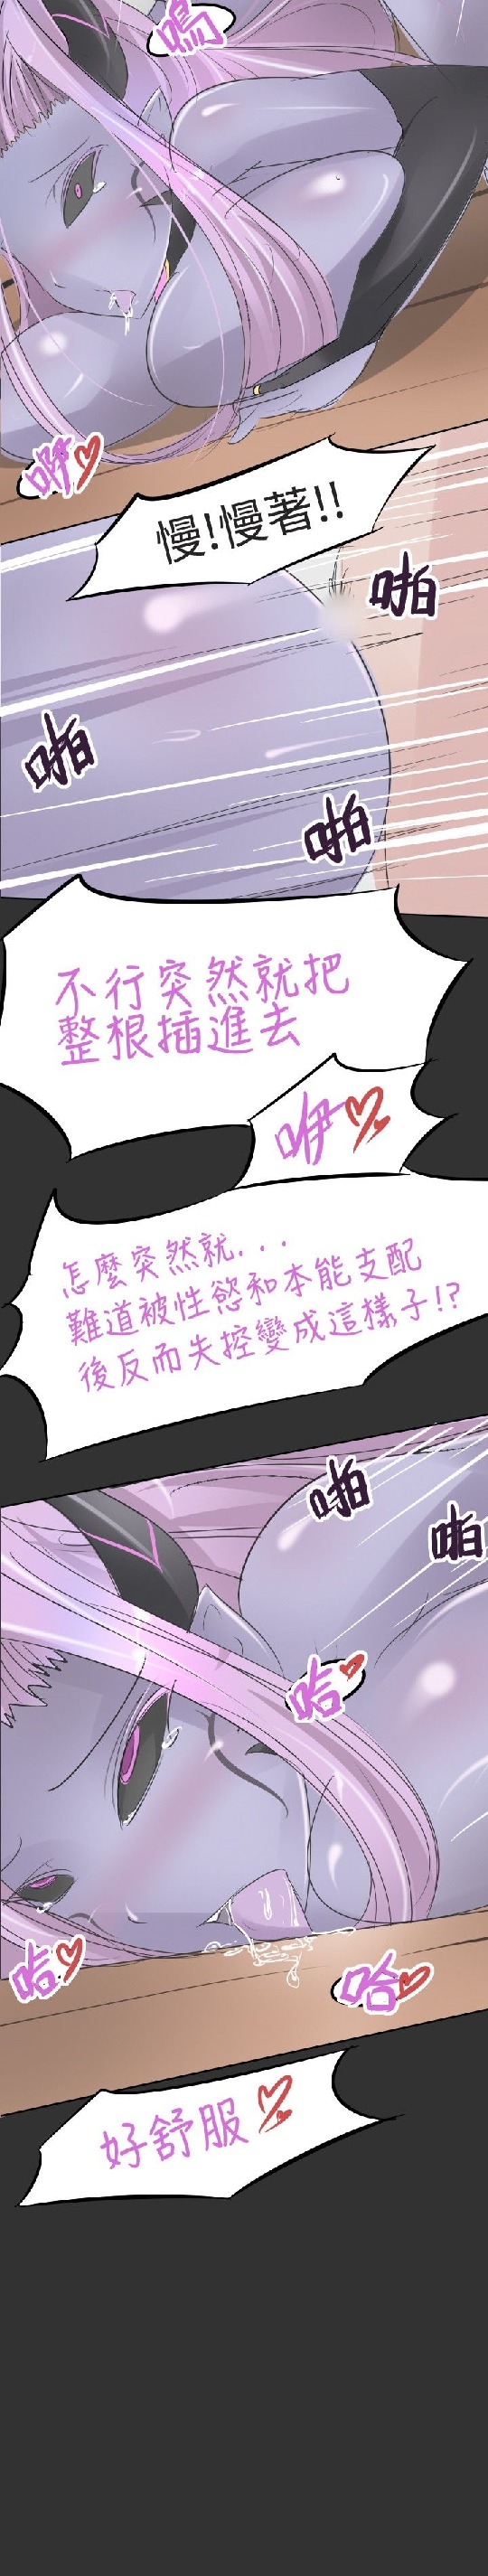 嗚
啊
慢!慢著!!
啪
啪
啪
不行突然就把
整根插進去
咿
怎麼突然就...
難道被性慾和本能支配
後反而失控變成這樣子!?
啪
啪
哈
哈
哈
好舒服